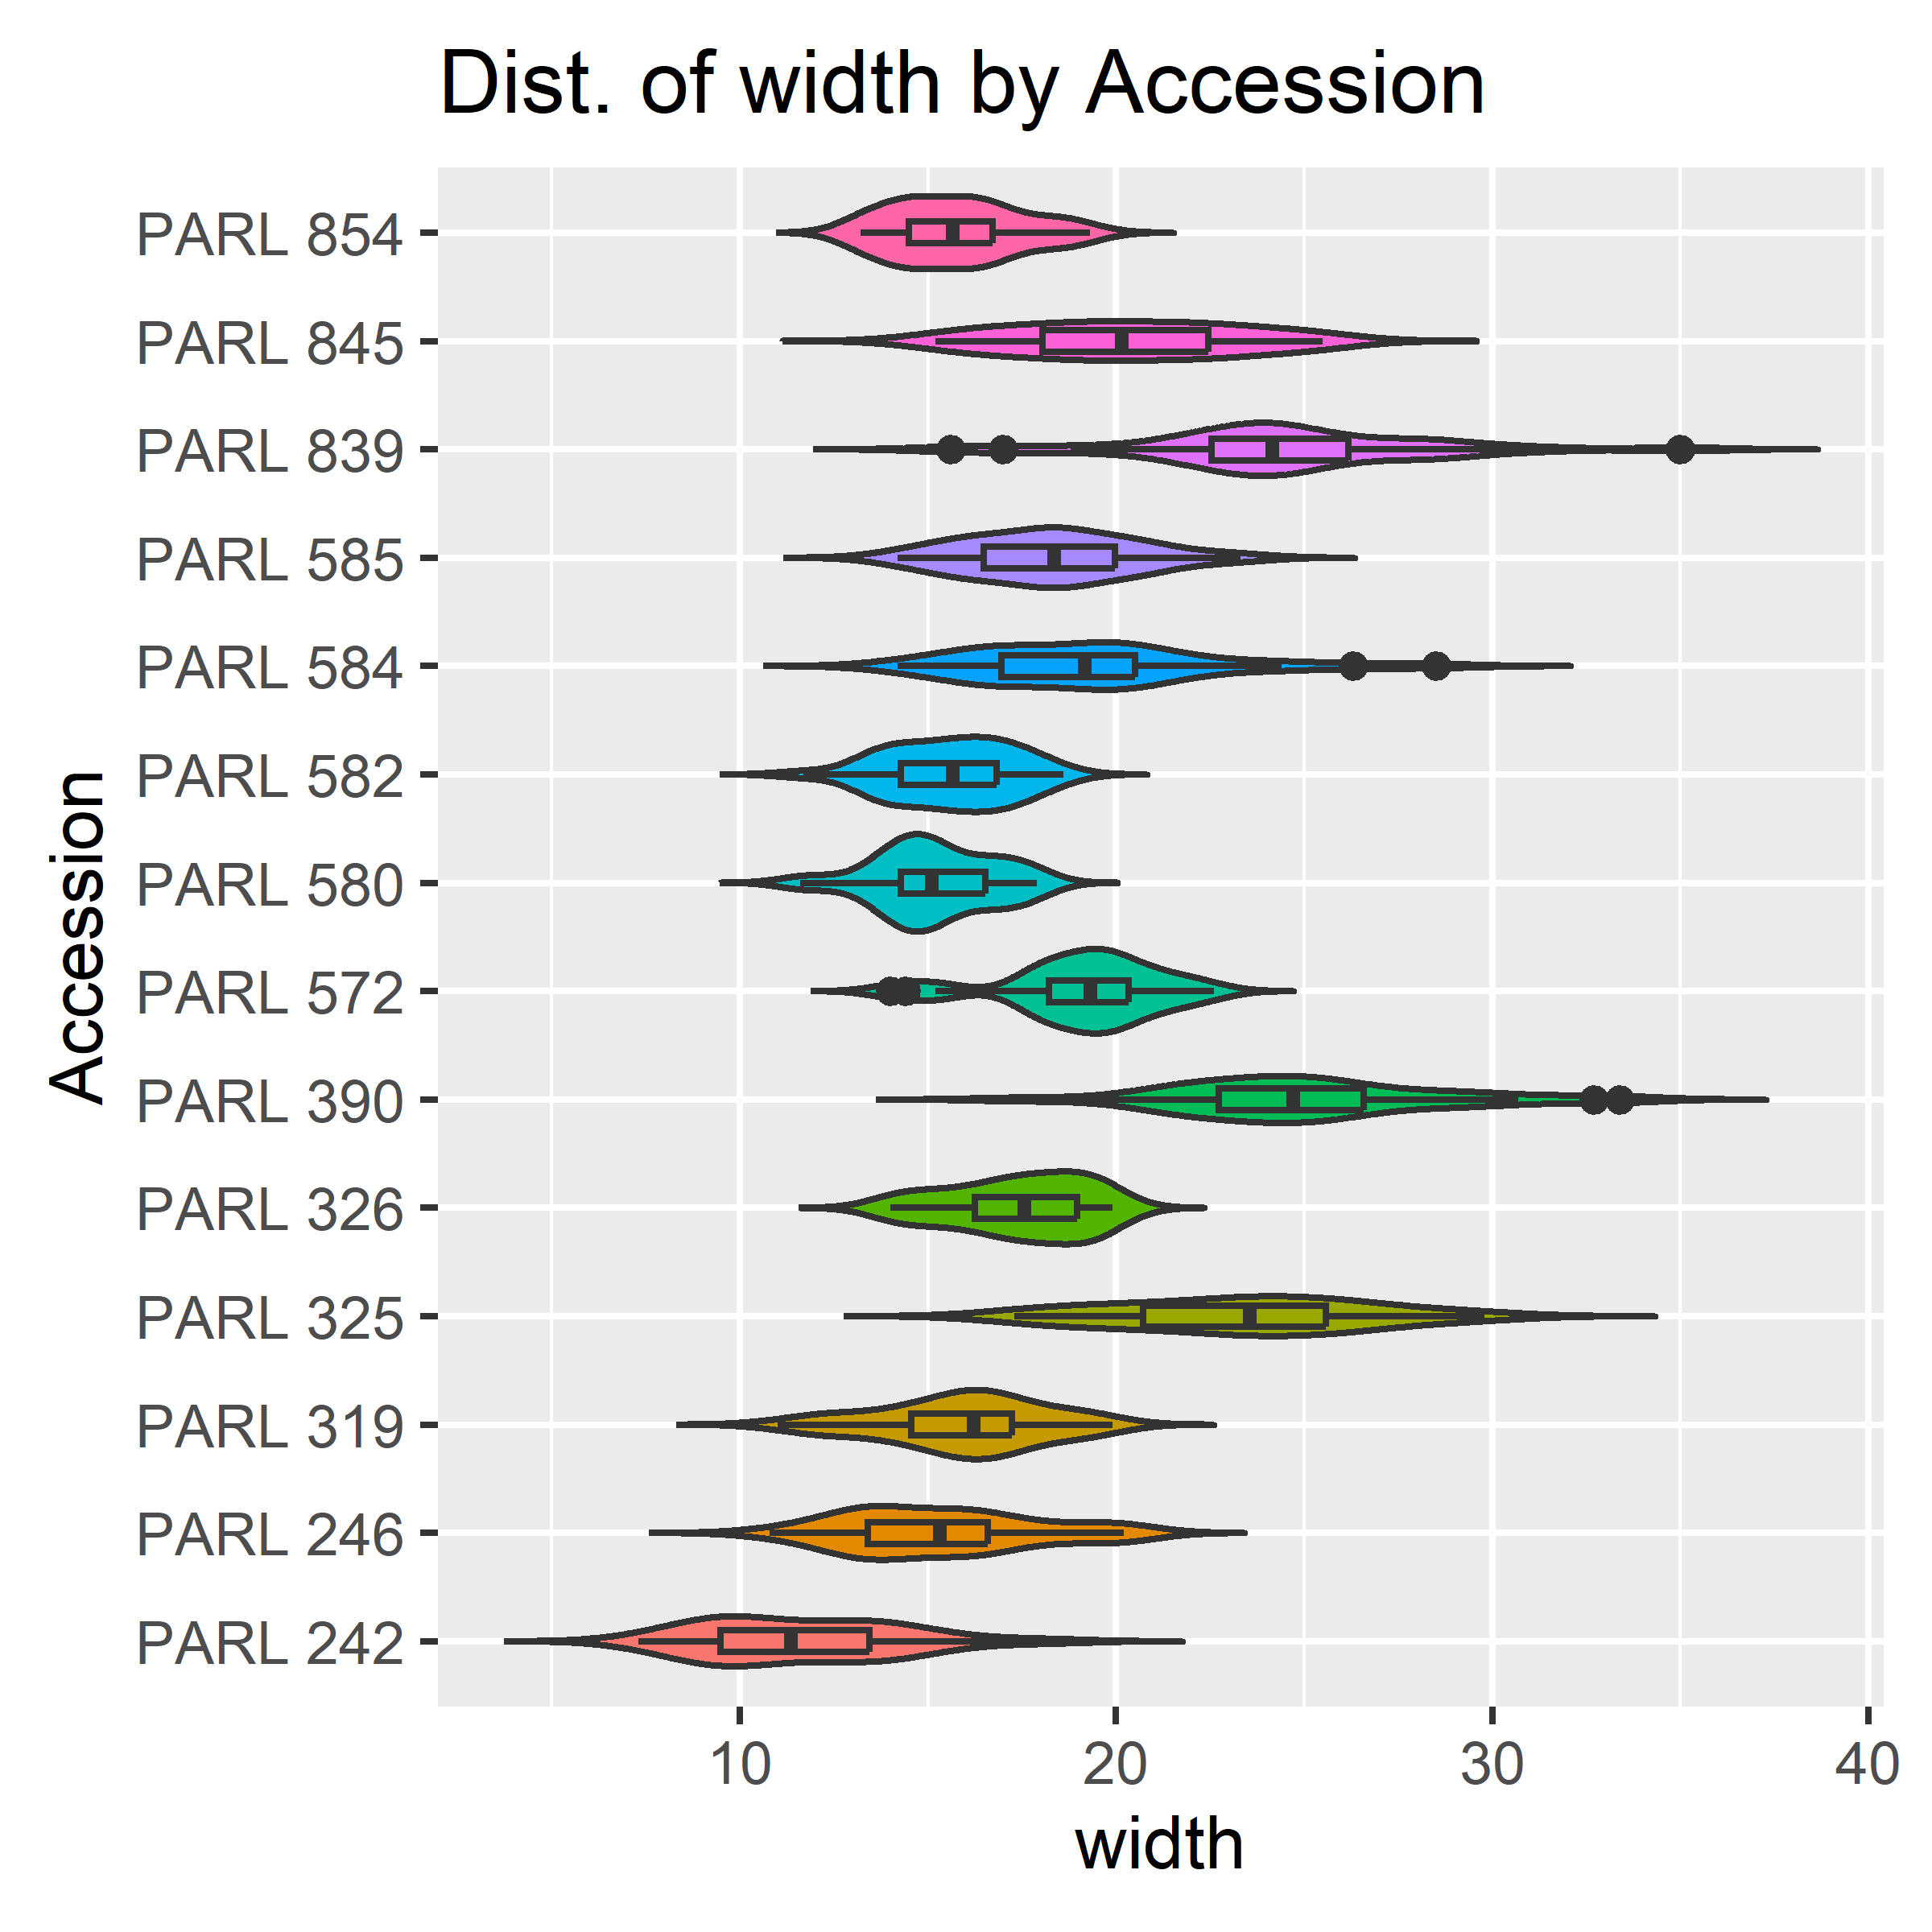 Dist. of width by Accession
PARL 854
PARL 845
PARL 839
PARL 585
PARL 584
PARL 582
PARL 580
PARL 572
PARL 390
PARL 326
PARL 325
PARL 319
PARL 246
PARL 242
Accession
10 20 30 40
width